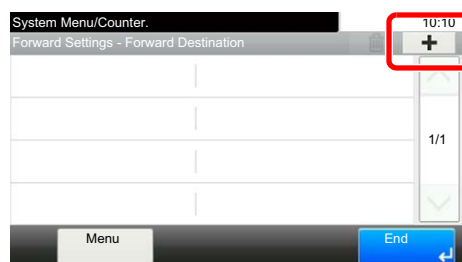 System Menu/Counter.
10:10
Forward Settings - Forward Destination
+
1/1
Menu
End